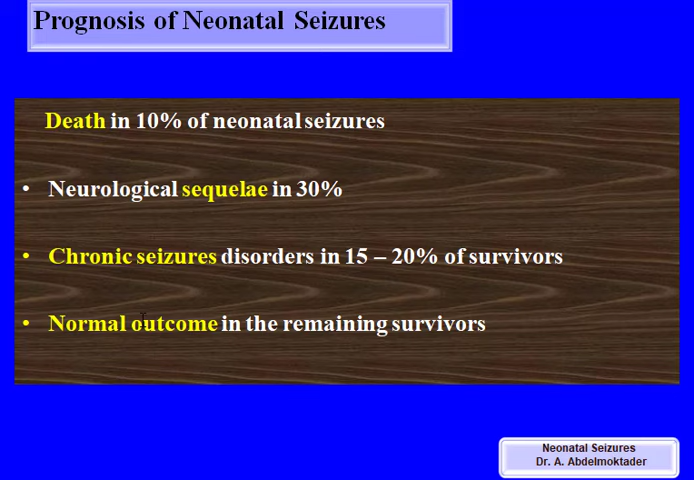 Prognosis of Neonatal Seizures
Death in 10% of neonatal seizures
• Neurological sequelae in 30%
• Chronic seizures disorders in 15 – 20% of survivors
• Normal outcome in the remaining survivors
Neonatal Seizures
Dr. A. Abdelmoktader